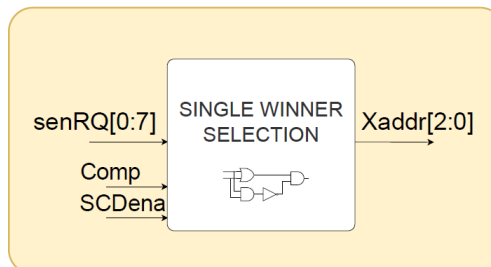 senRQ[0:7]
Comp
SCDena
SINGLE WINNER
SELECTION
Xaddr[2:0]